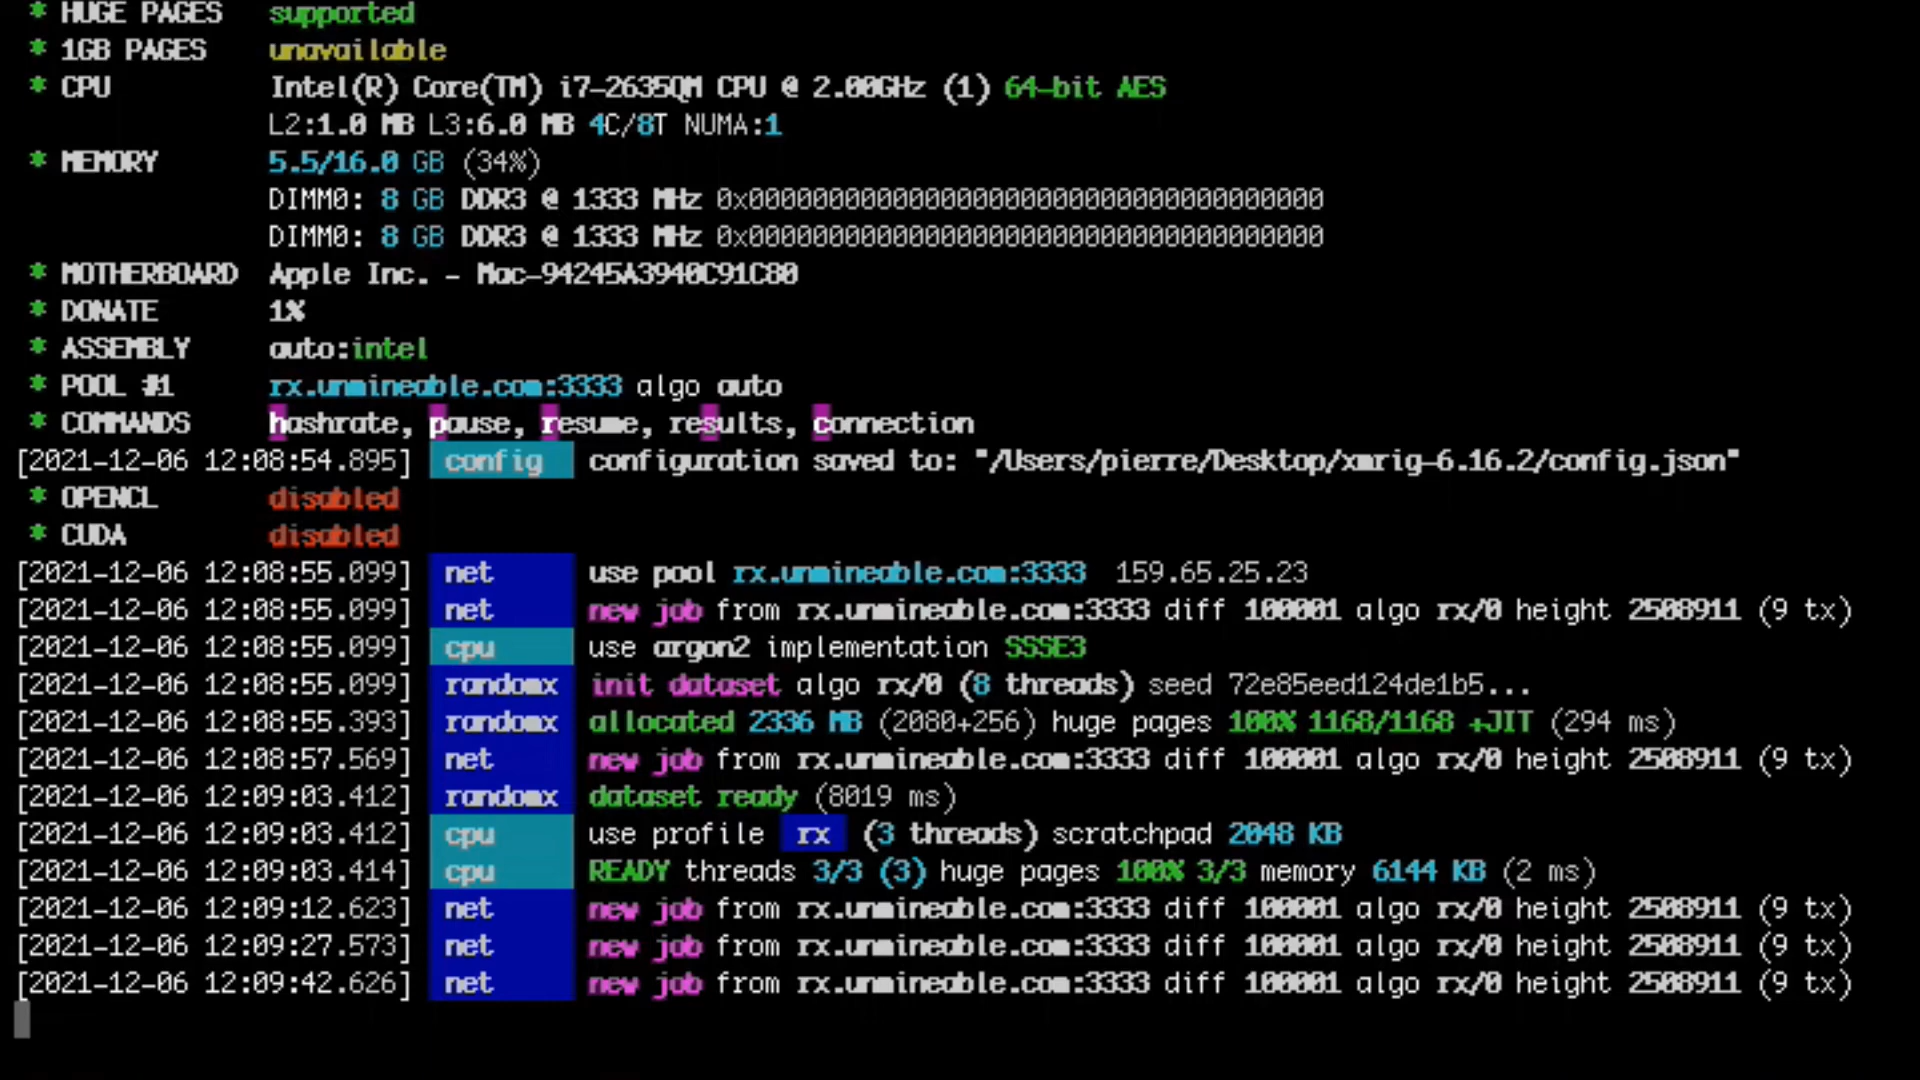 * HUGE PAGES supported
* 1GB PAGES unavailable
* CPU Intel(R) Core(TM) i7-2635QM CPU @ 2.00GHz (1) 64-bit AES
L2:1.0 MB L3:6.0 MB 4C/8T NUMA:1
* MEMORY 5.5/16.0 GB (34%)
DIMM0: 8 GB DDR3 @ 1333 MHz 0x000000000000000000000000000000000000
DIMM0: 8 GB DDR3 @ 1333 MHz 0x000000000000000000000000000000000000
* MOTHERBOARD Apple Inc. - Mac-94245A3940C91C80
* DONATE 1%
* ASSEMBLY auto:intel
* POOL #1 rx.unmineable.com:3333 algo auto
* COMMANDS hashrate, pause, resume, results, connection
[2021-12-06 12:08:54.895] config configuration saved to: "/Users/pierre/Desktop/xmrig-6.16.2/config.json"
* OPENCL disabled
* CUDA disabled
[2021-12-06 12:08:55.099] net use pool rx.unmineable.com:3333 159.65.25.23
[2021-12-06 12:08:55.099] net new job from rx.unmineable.com:3333 diff 100001 algo rx/0 height 2508911 (9 tx)
[2021-12-06 12:08:55.099] cpu use argon2 implementation SSSE3
[2021-12-06 12:08:55.099] randomx init dataset algo rx/0 (8 threads) seed 72e85eed124de1b5...
[2021-12-06 12:08:55.393] randomx allocated 2336 MB (2080+256) huge pages 100% 1168/1168 +JIT (294 ms)
[2021-12-06 12:08:57.569] net new job from rx.unmineable.com:3333 diff 100001 algo rx/0 height 2508911 (9 tx)
[2021-12-06 12:09:03.412] randomx dataset ready (8019 ms)
[2021-12-06 12:09:03.412] cpu use profile rx (3 threads) scratchpad 2048 KB
[2021-12-06 12:09:03.414] cpu READY threads 3/3 (3) huge pages 100% 3/3 memory 6144 KB (2 ms)
[2021-12-06 12:09:12.623] net new job from rx.unmineable.com:3333 diff 100001 algo rx/0 height 2508911 (9 tx)
[2021-12-06 12:09:27.573] net new job from rx.unmineable.com:3333 diff 100001 algo rx/0 height 2508911 (9 tx)
[2021-12-06 12:09:42.626] net new job from rx.unmineable.com:3333 diff 100001 algo rx/0 height 2508911 (9 tx)